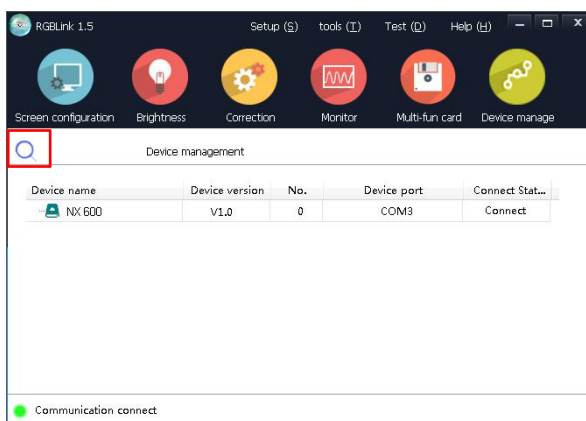 RGBLink 1.5 Setup (S) tools (T) Test (D) Help (H)
Screen configuration Brightness Correction Monitor Multi-fun card Device manage
Device management
Device name Device version No. Device port Connect Stat...
NX 600 V1.0 0 COM3 Connect
Communication connect